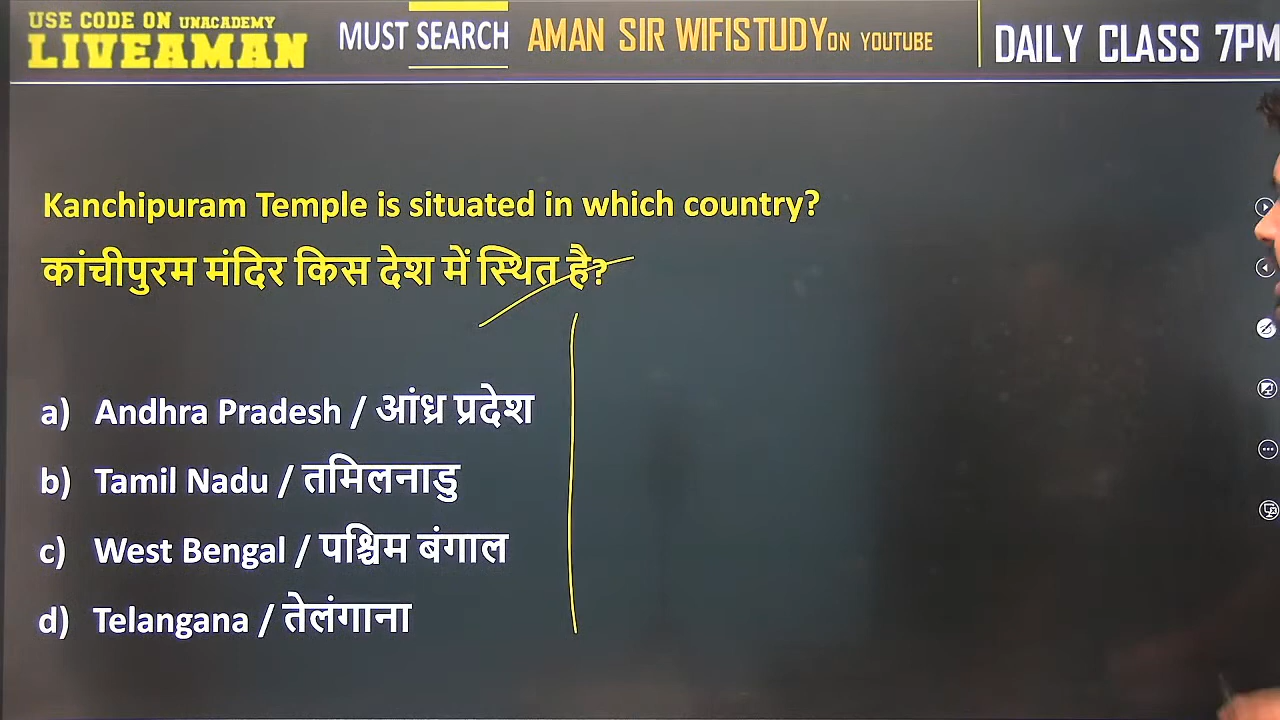 USE CODE ON UNACADEMY
LIVEAMAN
MUST SEARCH
AMAN SIR WIFISTUDY ON YOUTUBE
DAILY CLASS 7PM
Kanchipuram Temple is situated in which country?
कांचीपुरम मंदिर किस देश में स्थित है?
a) Andhra Pradesh / आंध्र प्रदेश
b) Tamil Nadu / तमिलनाडु
c) West Bengal / पश्चिम बंगाल
d) Telangana / तेलंगाना